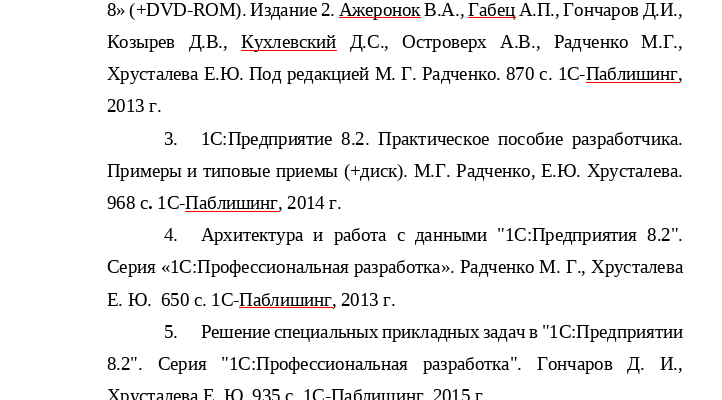 8» (+DVD-ROM). Издание 2. Ажеронок В.А., Габец А.П., Гончаров Д.И.,
Козырев Д.В., Кухлевский Д.С., Островерх А.В., Радченко М.Г.,
Хрусталева Е.Ю. Под редакцией М. Г. Радченко. 870 с. 1С-Паблишинг,
2013 г.
3. 1С:Предприятие 8.2. Практическое пособие разработчика.
Примеры и типовые приемы (+диск). М.Г. Радченко, Е.Ю. Хрусталева.
968 с. 1С-Паблишинг, 2014 г.
4. Архитектура и работа с данными "1С:Предприятия 8.2".
Серия «1С:Профессиональная разработка». Радченко М. Г., Хрусталева
Е. Ю. 650 с. 1С-Паблишинг, 2013 г.
5. Решение специальных прикладных задач в "1С:Предприятии
8.2". Серия "1С:Профессиональная разработка". Гончаров Д. И.,
Хрусталева Е. Ю. 935 с. 1С-Паблишинг, 2015 г.